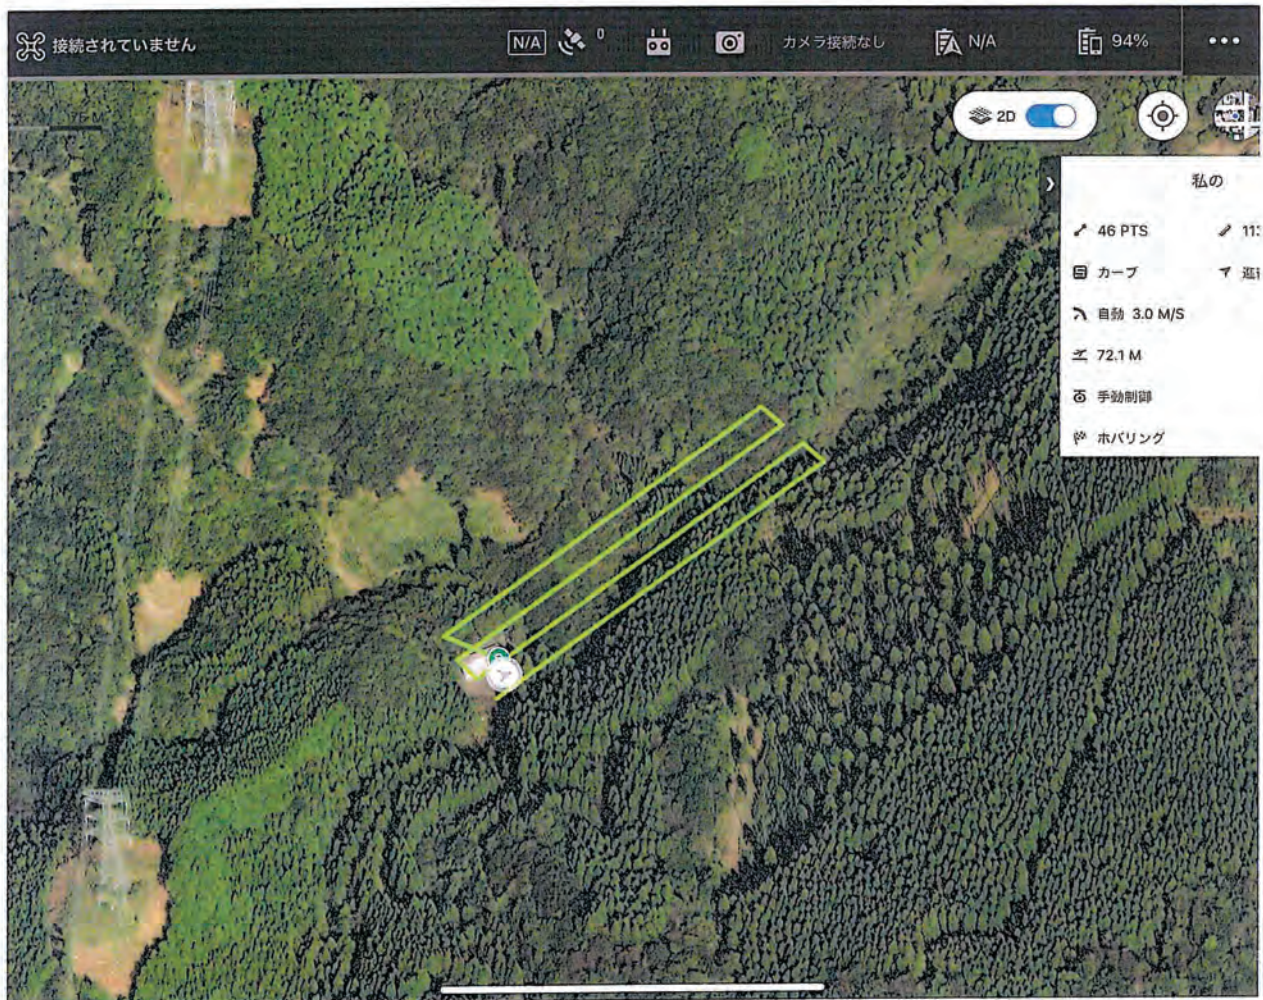 接続されていません
N/A
0
カメラ接続なし
N/A
94%
2D
私の
46 PTS
カーブ
自動 3.0 M/S
72.1 M
手動制御
ホバリング